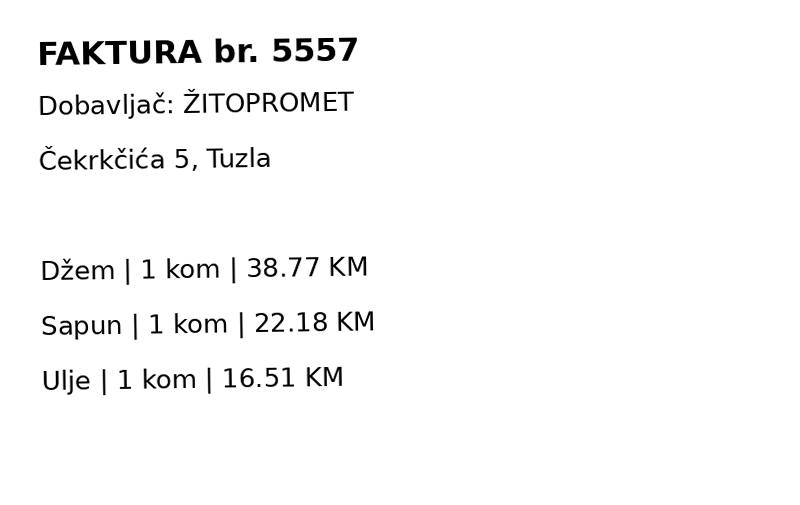 FAKTURA br. 5557
Dobavljač: ŽITOPROMET
Čekrkčića 5, Tuzla
Džem | 1 kom | 38.77 KM
Sapun | 1 kom | 22.18 KM
Ulje | 1 kom | 16.51 KM